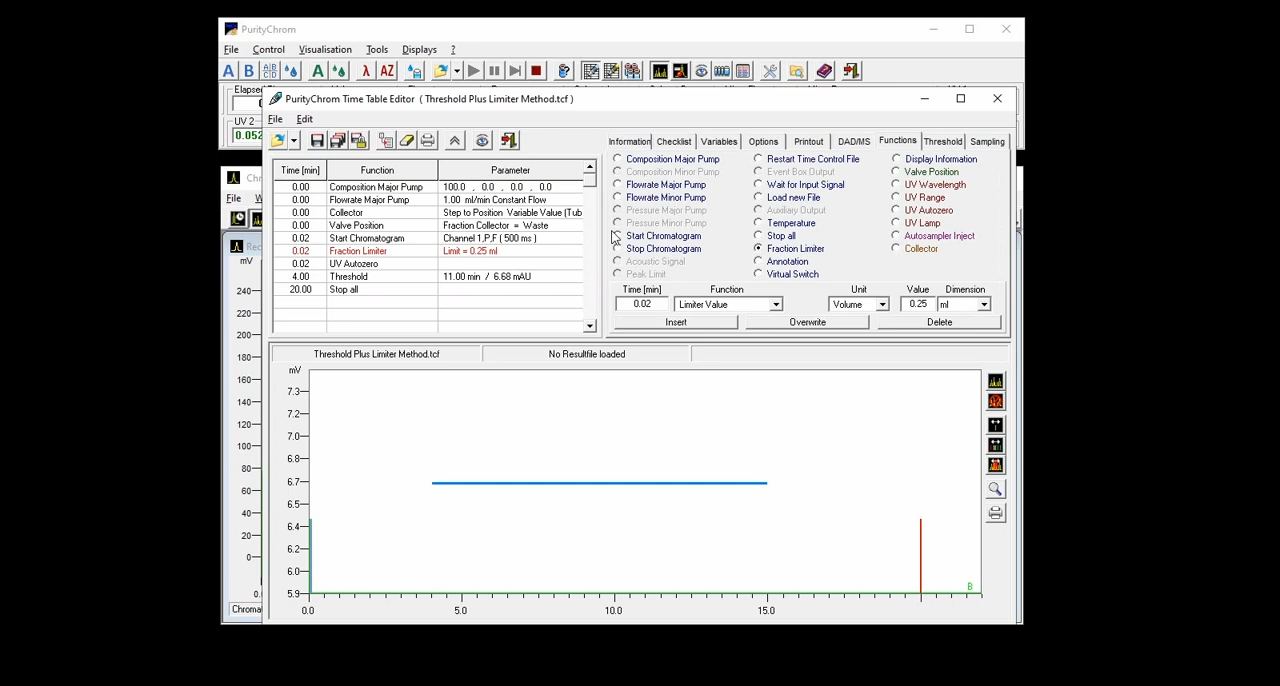 PurityChrom
File Control Visualisation Tools Displays ?
A B A λ AZ
Elapsed
UV 2
0.052
File
mV
240
220
200
180
160
140
120
100
80
60
40
20
0
PurityChrom Time Table Editor ( Threshold Plus Limiter Method.tcf )
File Edit
Information Checklist Variables Options Printout DAD/MS Functions Threshold Sampling
Time [min] Function Parameter
0.00 Composition Major Pump 100.0 , 0.0 , 0.0 , 0.0
0.00 Flowrate Major Pump 1.00 ml/min Constant Flow
0.00 Collector Step to Position Variable Value (Tub
0.00 Valve Position Fraction Collector = Waste
0.02 Start Chromatogram Channel 1,P,F ( 500 ms )
0.02 Fraction Limiter Limit = 0.25 ml
0.02 UV Autozero
4.00 Threshold 11.00 min / 6.68 mAU
20.00 Stop all
Composition Major Pump Restart Time Control File Display Information
Composition Minor Pump Event Box Output Valve Position
Flowrate Major Pump Wait for Input Signal UV Wavelength
Flowrate Minor Pump Load new File UV Range
Pressure Major Pump Auxiliary Output UV Autozero
Pressure Minor Pump Temperature UV Lamp
Start Chromatogram Stop all Autosampler Inject
Stop Chromatogram Fraction Limiter Collector
Acoustic Signal Annotation
Peak Limit Virtual Switch
Time [min] Function Unit Value Dimension
0.02 Limiter Value Volume 0.25 ml
Insert Overwrite Delete
Threshold Plus Limiter Method.tcf No Resultfile loaded
mV
7.3
7.2
7.0
6.8
6.7
6.5
6.4
6.2
6.0
5.9
B
0.0 5.0 10.0 15.0